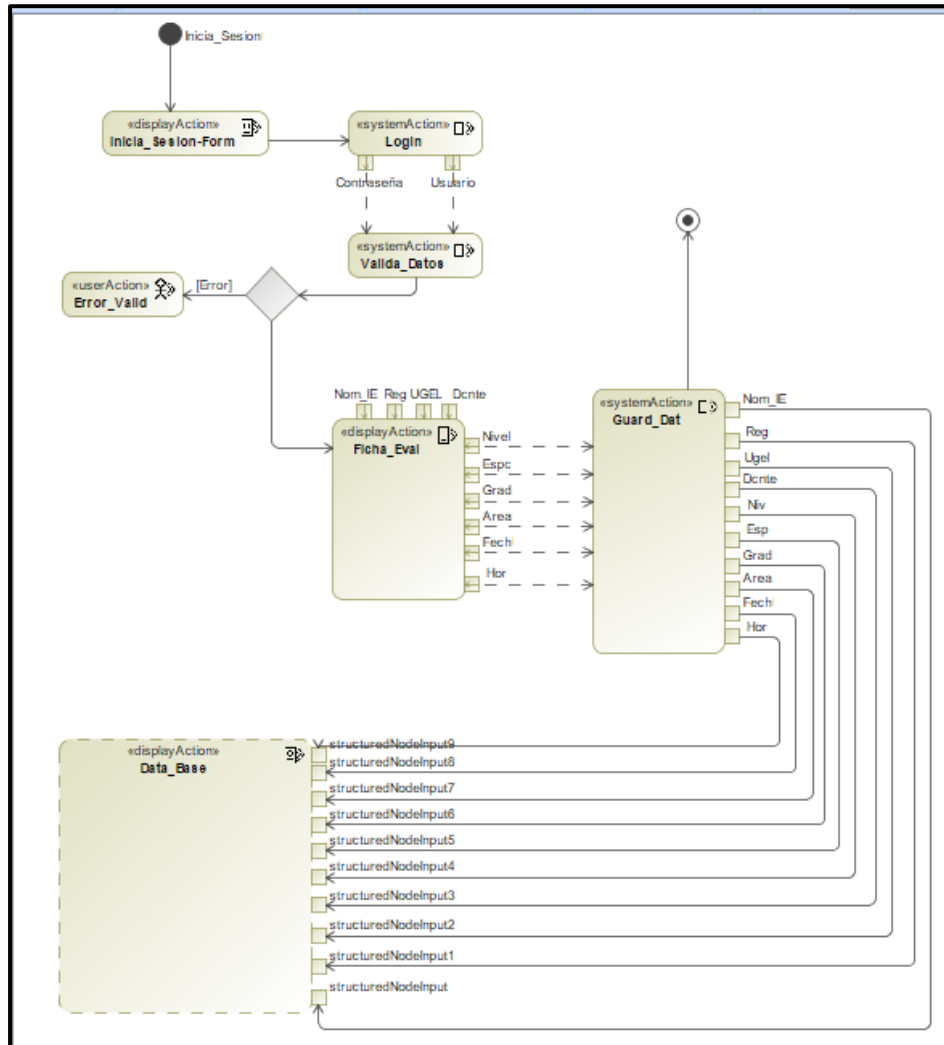 Inicia_Sesion
«displayAction»
Inicia_Sesion-Form
«systemAction»
Login
Contraseña
Usuario
«systemAction»
Valida_Datos
«userAction»
Error_Valid
[Error]
Nom_IE Reg UGEL Dcnte
«displayAction»
Ficha_Eval
Nivel
Espc
Grad
Area
Fech
Hor
«systemAction»
Guard_Dat
Nom_IE
Reg
Ugel
Dcnte
Niv
Esp
Grad
Area
Fech
Hor
«displayAction»
Data_Base
structuredNodeInput9
structuredNodeInput8
structuredNodeInput7
structuredNodeInput6
structuredNodeInput5
structuredNodeInput4
structuredNodeInput3
structuredNodeInput2
structuredNodeInput1
structuredNodeInput